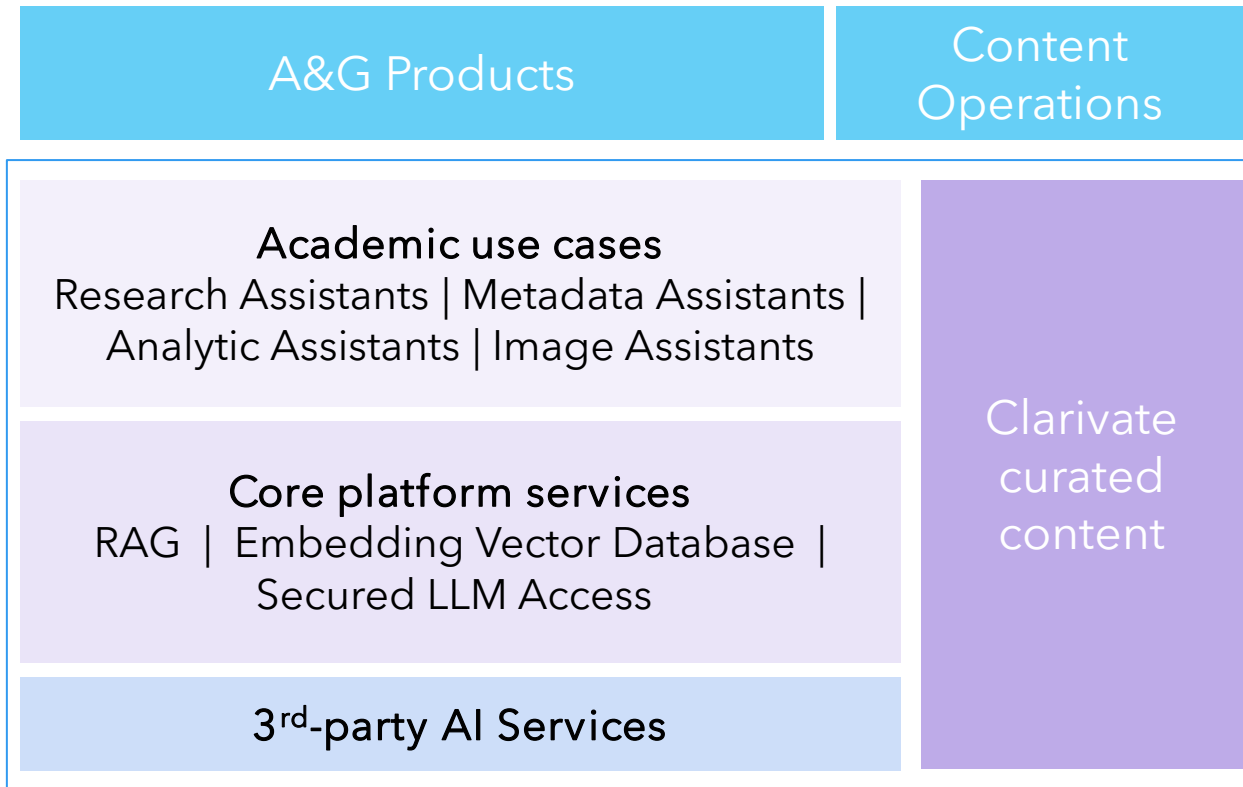 A&G Products
Content
Operations
Academic use cases
Research Assistants | Metadata Assistants |
Analytic Assistants | Image Assistants
Core platform services
RAG | Embedding Vector Database |
Secured LLM Access
3rd-party AI Services
Clarivate
curated
content